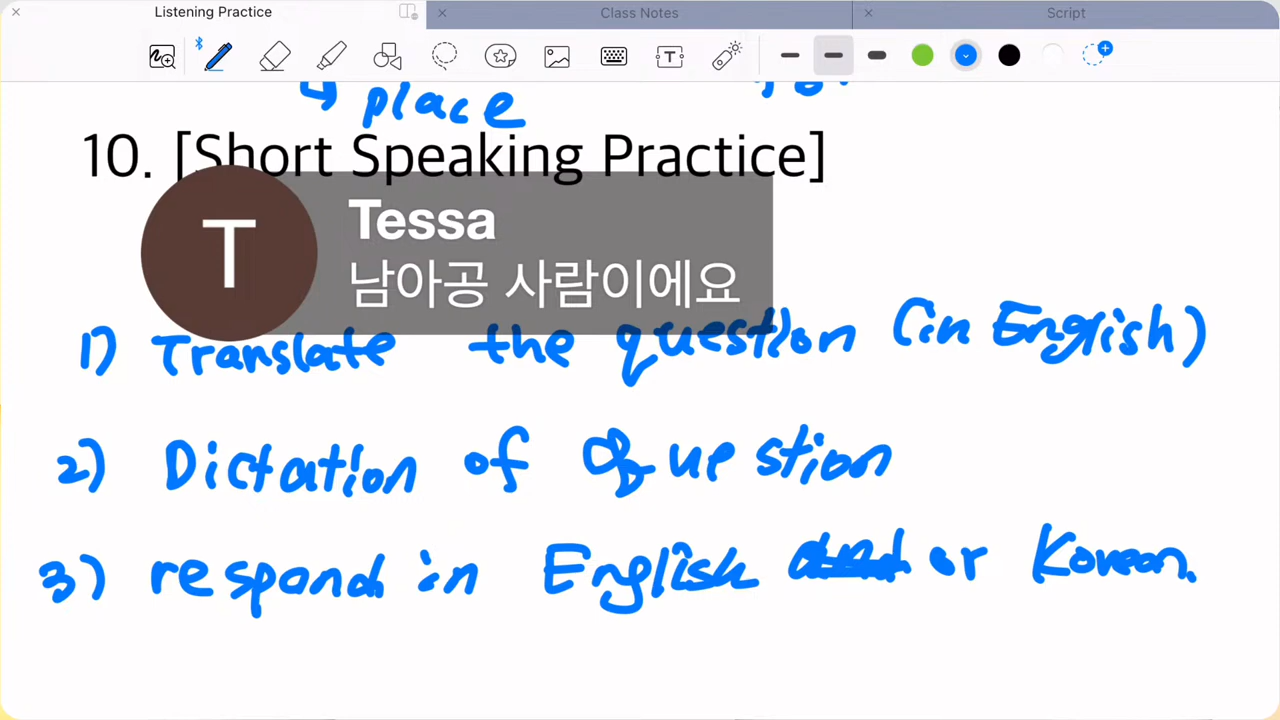 Listening Practice
Class Notes
Script
place
10. [Short Speaking Practice]
T
Tessa
남아공 사람이에요
1) Translate the question (in English)
2) Dictation of Question
3) respond in English and or Korean.